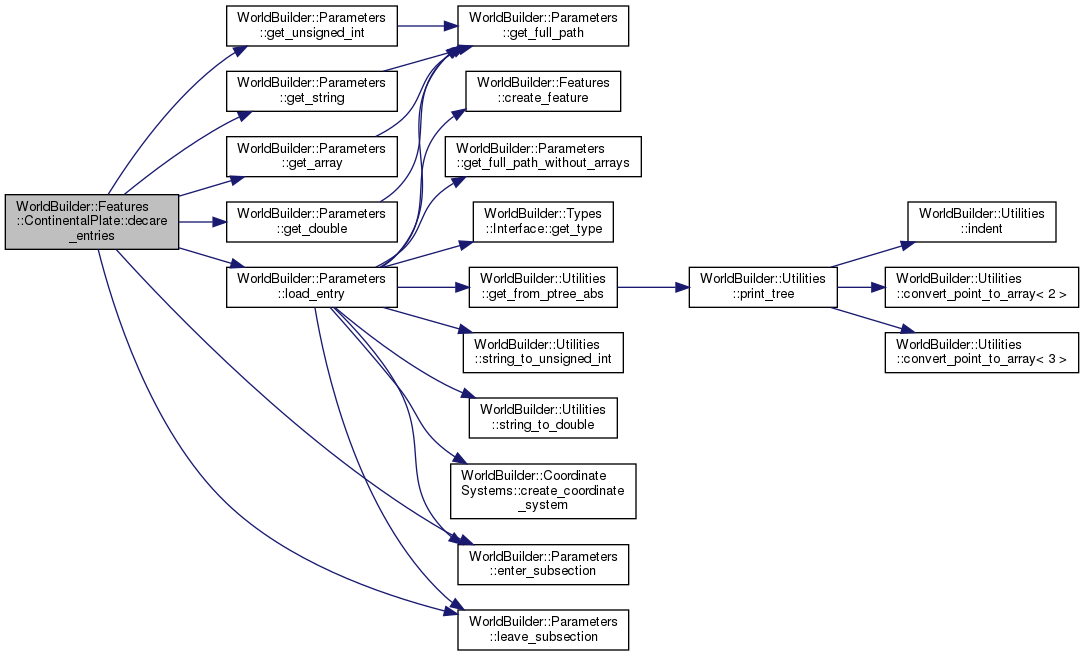 WorldBuilder::Features
::ContinentalPlate::decare
_entries
WorldBuilder::Parameters
::get_unsigned_int
WorldBuilder::Parameters
::get_string
WorldBuilder::Parameters
::get_array
WorldBuilder::Parameters
::get_double
WorldBuilder::Parameters
::load_entry
WorldBuilder::Parameters
::get_full_path
WorldBuilder::Features
::create_feature
WorldBuilder::Parameters
::get_full_path_without_arrays
WorldBuilder::Types
::Interface::get_type
WorldBuilder::Utilities
::get_from_ptree_abs
WorldBuilder::Utilities
::string_to_unsigned_int
WorldBuilder::Utilities
::string_to_double
WorldBuilder::Coordinate
Systems::create_coordinate
_system
WorldBuilder::Parameters
::enter_subsection
WorldBuilder::Parameters
::leave_subsection
WorldBuilder::Utilities
::print_tree
WorldBuilder::Utilities
::indent
WorldBuilder::Utilities
::convert_point_to_array< 2 >
WorldBuilder::Utilities
::convert_point_to_array< 3 >